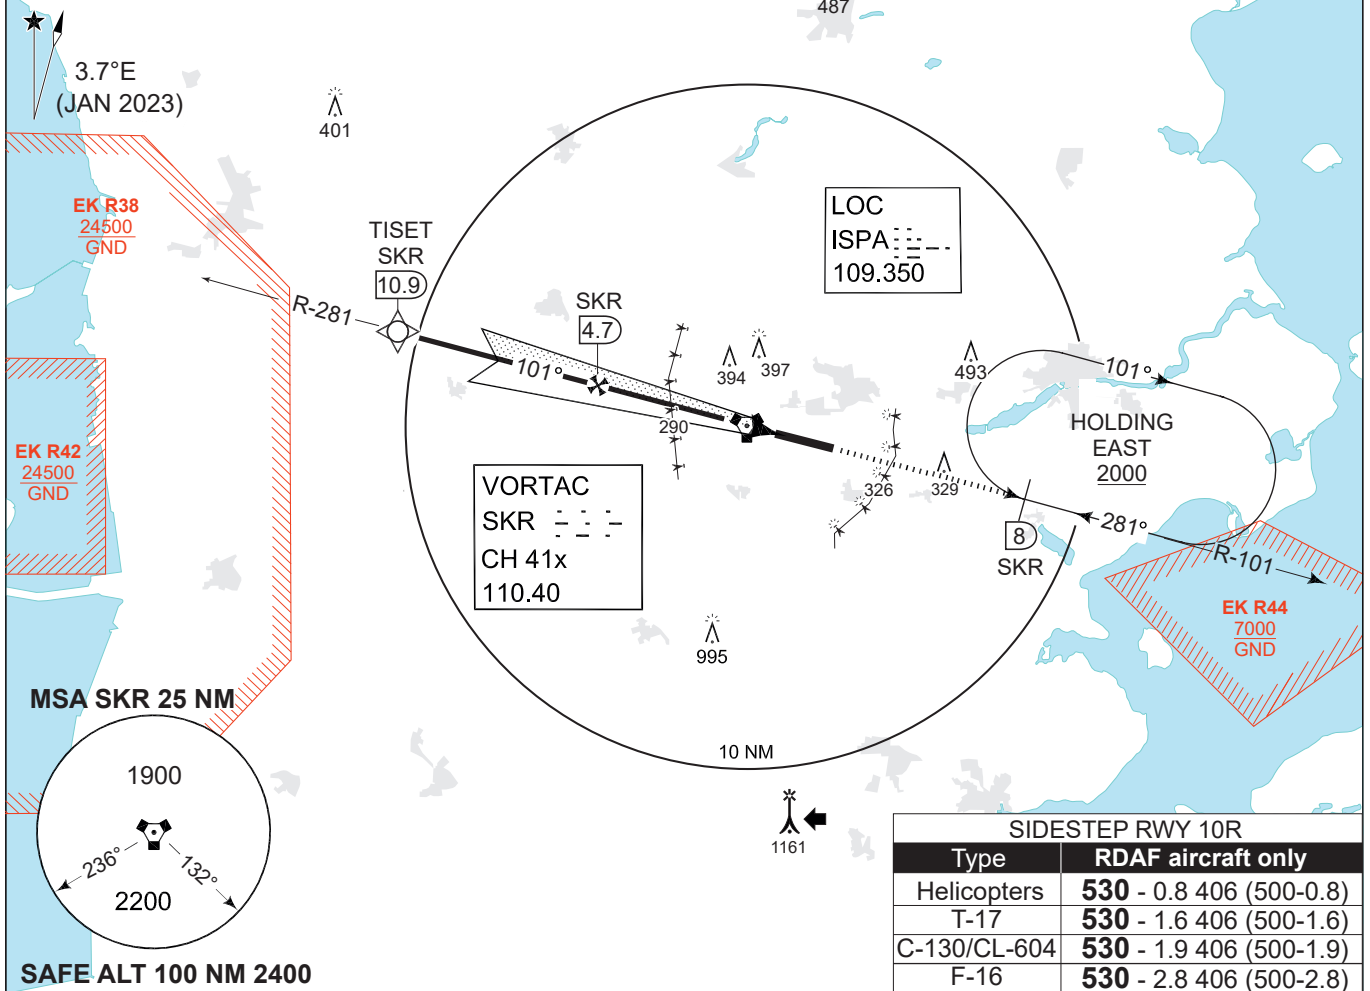 487
3.7°E
(JAN 2023)
401
EK R38
24500
GND
TISET
SKR
10.9
R-281
SKR
4.7
101°
LOC
ISPA
109.350
394
397
493
101°
290
HOLDING
EAST
2000
EK R42
24500
GND
VORTAC
SKR
CH 41x
110.40
326
329
8
SKR
281°
R-101
EK R44
7000
GND
995
10 NM
MSA SKR 25 NM
1900
236°
132°
2200
SAFE ALT 100 NM 2400
1161
SIDESTEP RWY 10R
Type RDAF aircraft only
Helicopters 530 - 0.8 406 (500-0.8)
T-17 530 - 1.6 406 (500-1.6)
C-130/CL-604 530 - 1.9 406 (500-1.9)
F-16 530 - 2.8 406 (500-2.8)